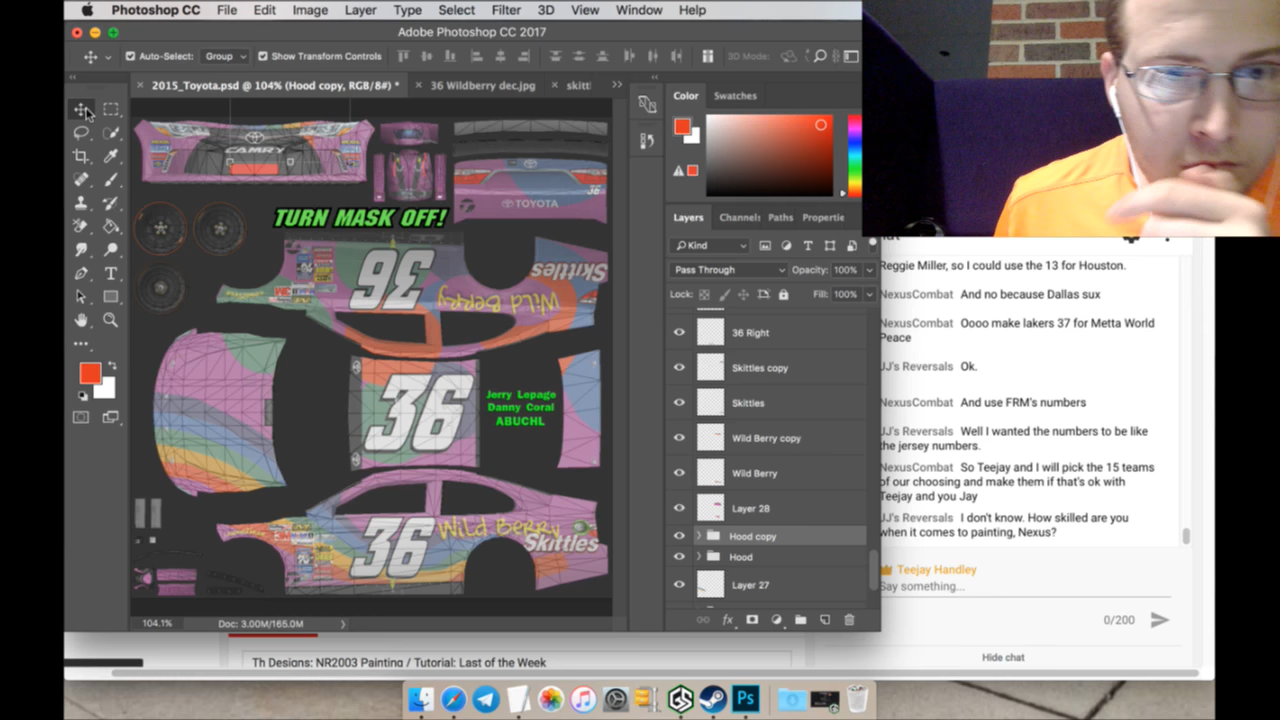 Photoshop CC File Edit Image Layer Type Select Filter 3D View Window Help
Adobe Photoshop CC 2017
Auto-Select: Group Show Transform Controls 3D Mode:
2015_Toyota.psd @ 104% (Hood copy, RGB/8#) *
36 Wildberry dec.jpg
skitt
Color Swatches
CAMRY
TOYOTA
36
TURN MASK OFF!
36
Skittles
Wild Berry
36
Jerry Lepage
Danny Coral
ABUCHL
36
Wild Berry
Skittles
Layers Channel: Paths Propertie
Kind
Pass Through Opacity: 100%
Lock: Fill: 100%
36 Right
Skittles copy
Skittles
Wild Berry copy
Wild Berry
Layer 28
Hood copy
Hood
Layer 27
fx
104.1% Doc: 3.00M/165.0M
Reggie Miller, so I could use the 13 for Houston.
NexusCombat And no because Dallas sux
NexusCombat Oooo make lakers 37 for Metta World
Peace
JJ's Reversals Ok.
NexusCombat And use FRM's numbers
JJ's Reversals Well I wanted the numbers to be like
the jersey numbers.
NexusCombat So Teejay and I will pick the 15 teams
of our choosing and make them if that's ok with
Teejay and you Jay
JJ's Reversals I don't know. How skilled are you
when it comes to painting, Nexus?
Teejay Handley
Say something...
0/200
Hide chat
Th Designs: NR2003 Painting / Tutorial: Last of the Week
Ps